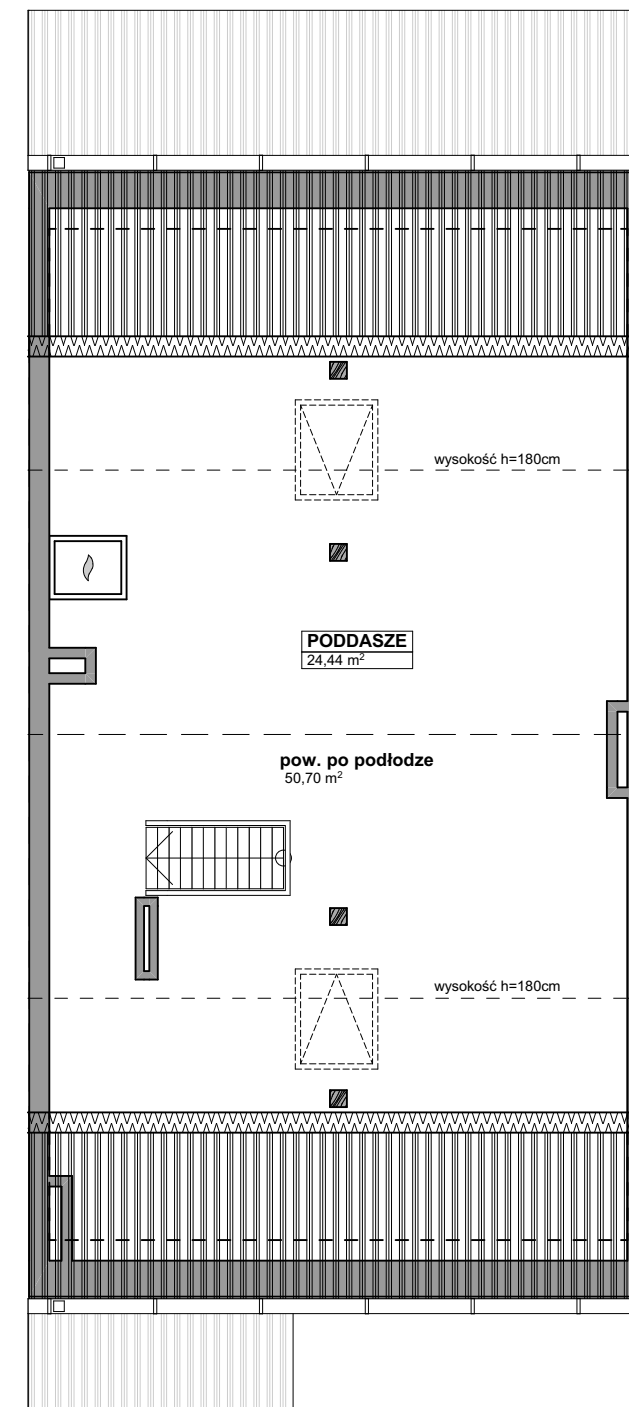 wysokość h=180cm
PODDASZE
24,44 m²
pow. po podłodze
50,70 m²
wysokość h=180cm